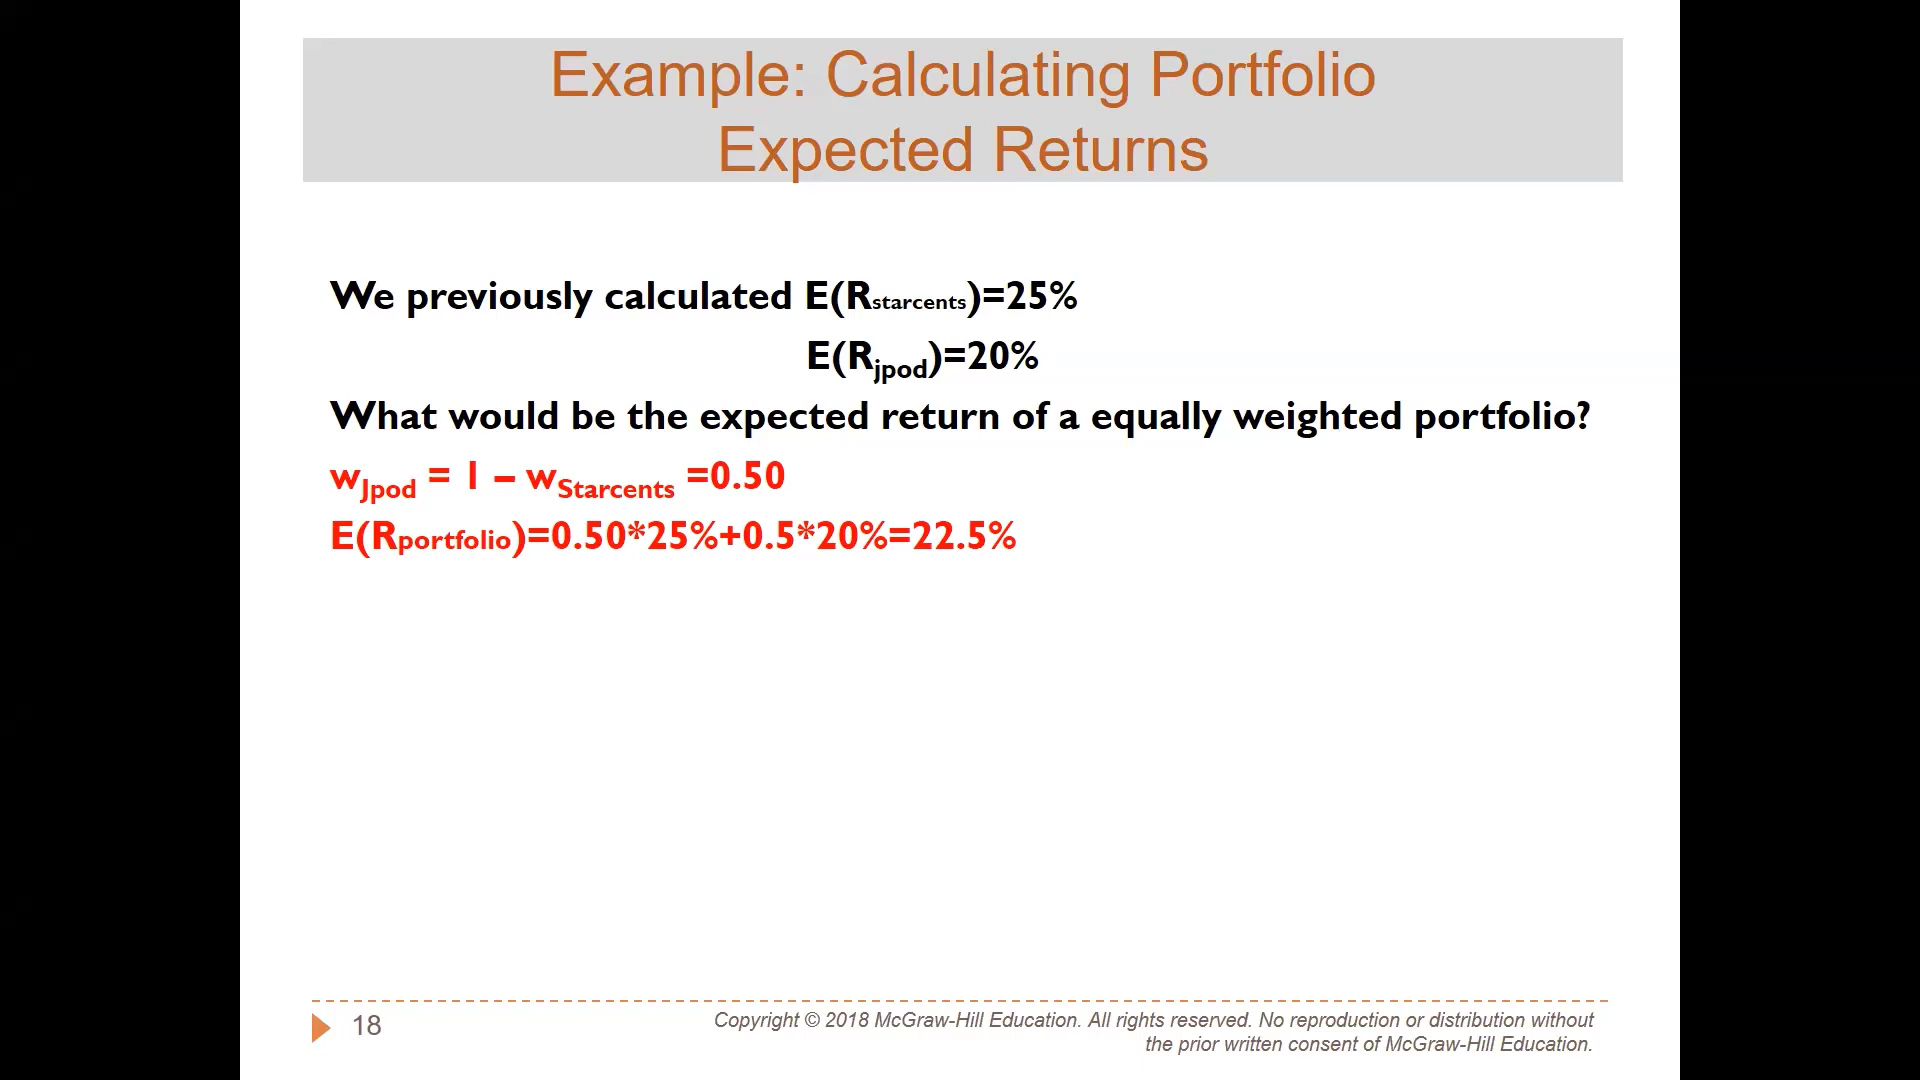 Example: Calculating Portfolio
Expected Returns
We previously calculated E(Rstarcents)=25%
E(Rjpod)=20%
What would be the expected return of a equally weighted portfolio?
wJpod = 1 – wStarcents =0.50
E(Rportfolio)=0.50*25%+0.5*20%=22.5%
18
Copyright © 2018 McGraw-Hill Education. All rights reserved. No reproduction or distribution without
the prior written consent of McGraw-Hill Education.